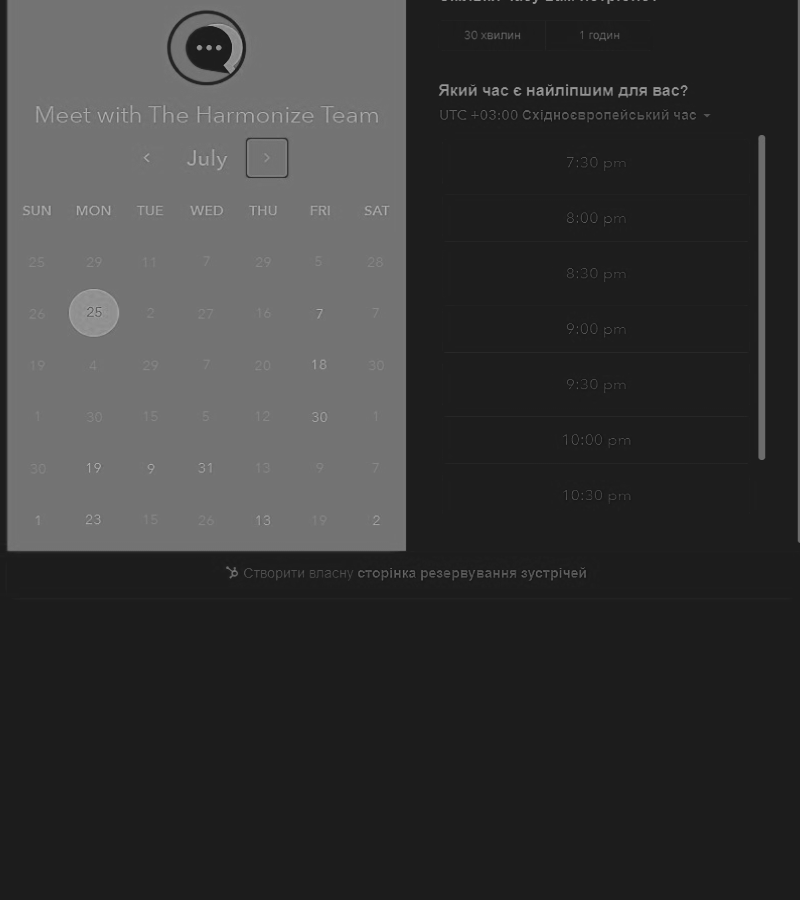 Meet with The Harmonize Team
July
SUN MON TUE WED THU FRI SAT
25 29 11 7 29 5 28
26 25 2 27 16 7 7
19 4 29 7 20 18 30
1 30 15 5 12 30 1
30 19 9 31 13 9 7
1 23 15 26 13 19 2
30 хвилин 1 годин
Який час є найліпшим для вас?
UTC +03:00 Східноєвропейський час
7:30 pm
8:00 pm
8:30 pm
9:00 pm
9:30 pm
10:00 pm
10:30 pm
Створити власну сторінка резервування зустрічей